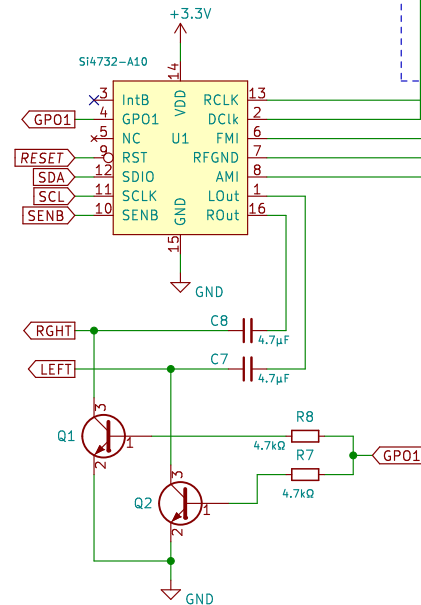 +3.3V
Si4732-A10
14
3 IntB VDD RCLK 13
GPO1 4 GPO1 DClk 2
5 NC U1 FMI 6
RESET 9 RST RFGND 7
SDA 12 SDIO AMI 8
SCL 11 SCLK LOut 1
SENB 10 SENB GND ROut 16
15
GND
RGHT C8
4.7µF
LEFT C7
4.7µF
3 R8
Q1 1 4.7kΩ
2 GPO1
R7
3 4.7kΩ
Q2 1
2
GND